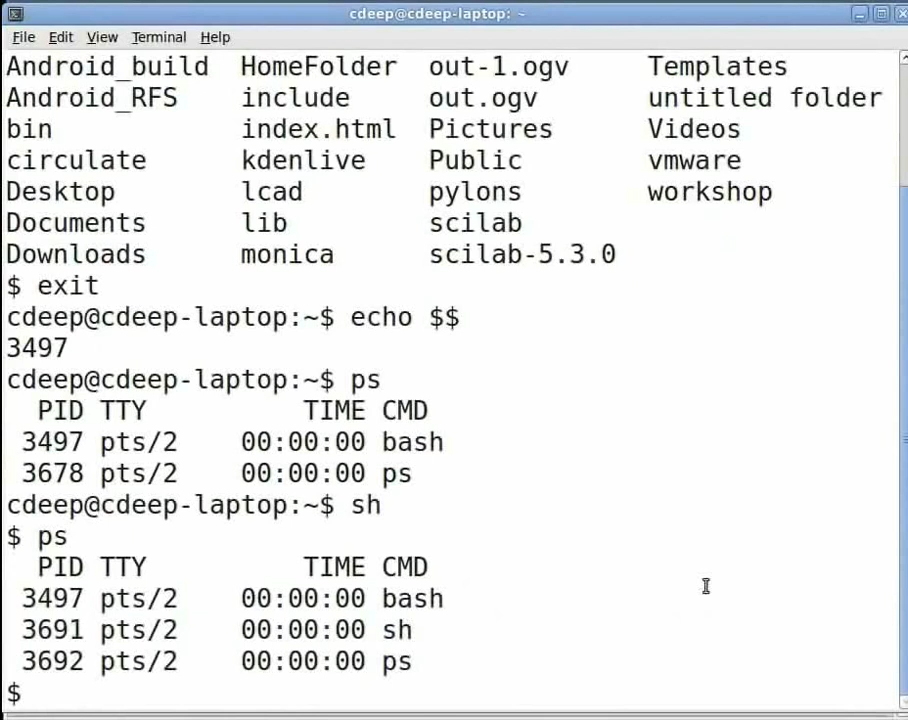 cdeep@cdeep-laptop: ~
File Edit View Terminal Help
Android_build HomeFolder out-1.ogv Templates
Android_RFS include out.ogv untitled folder
bin index.html Pictures Videos
circulate kdenlive Public vmware
Desktop lcad pylons workshop
Documents lib scilab
Downloads monica scilab-5.3.0
$ exit
cdeep@cdeep-laptop:~$ echo $$
3497
cdeep@cdeep-laptop:~$ ps
PID TTY TIME CMD
3497 pts/2 00:00:00 bash
3678 pts/2 00:00:00 ps
cdeep@cdeep-laptop:~$ sh
$ ps
PID TTY TIME CMD
3497 pts/2 00:00:00 bash
3691 pts/2 00:00:00 sh
3692 pts/2 00:00:00 ps
$